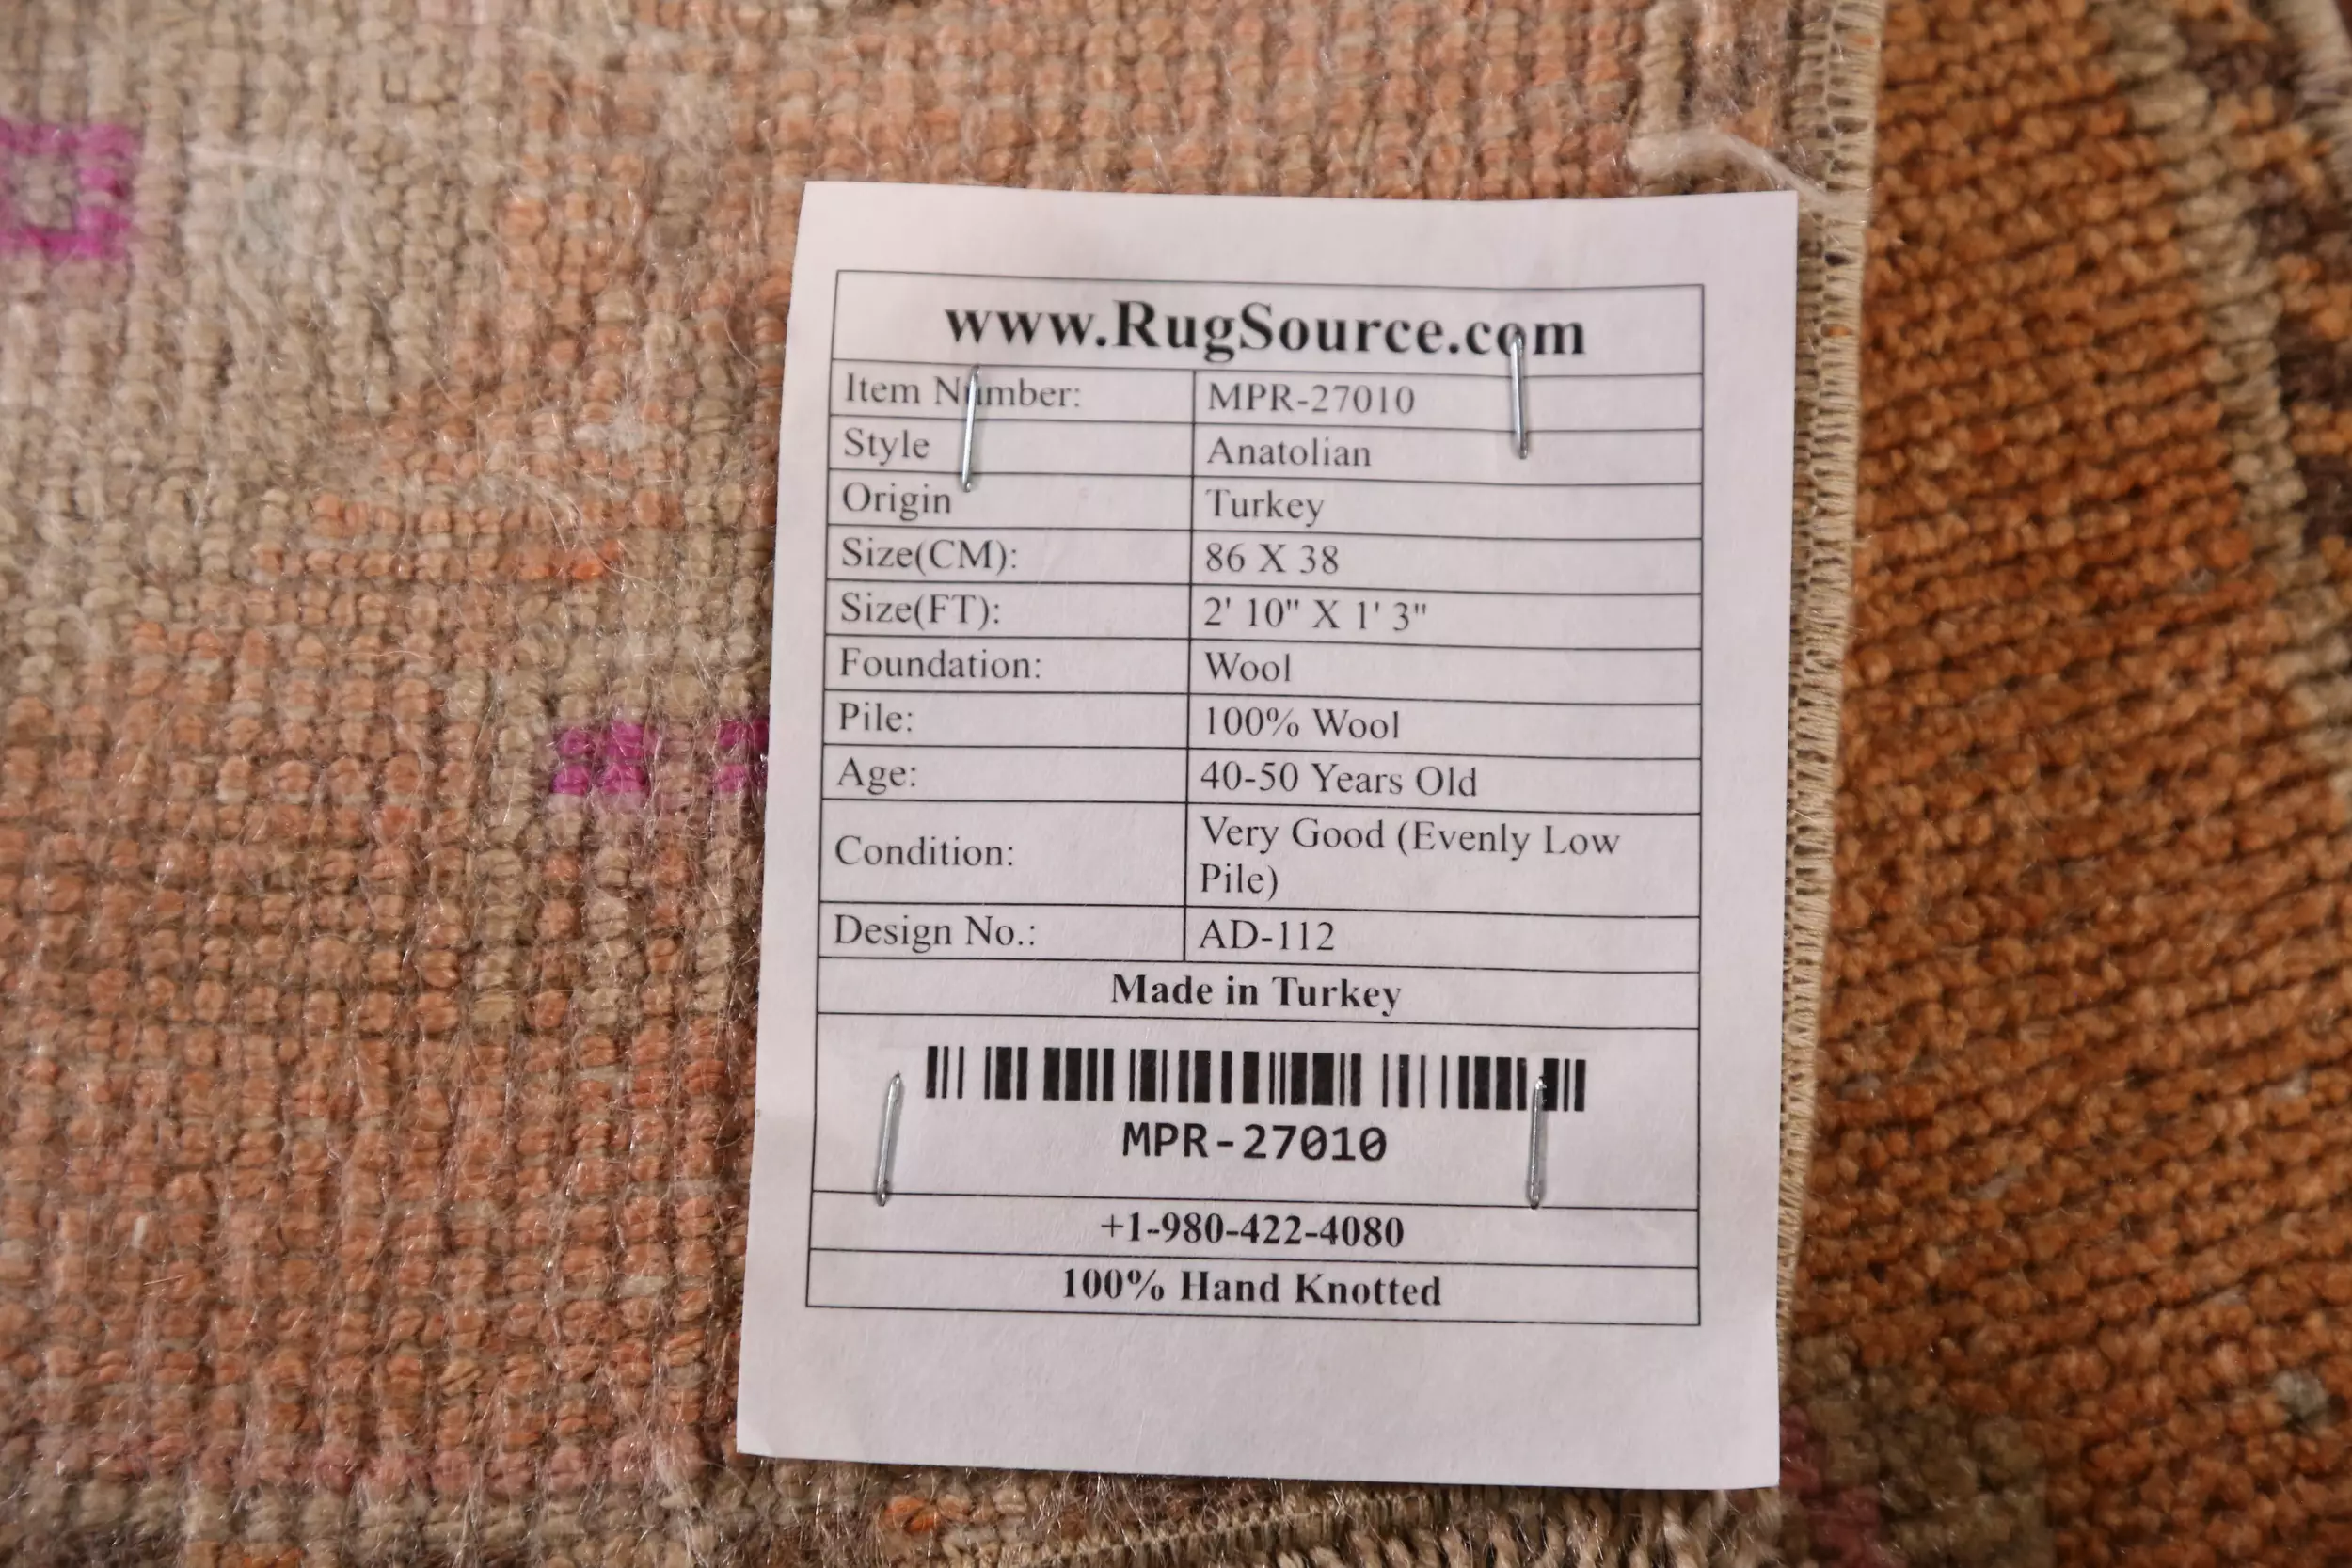 www.RugSource.com
Item Number: MPR-27010
Style Anatolian
Origin Turkey
Size(CM): 86 X 38
Size(FT): 2' 10" X 1' 3"
Foundation: Wool
Pile: 100% Wool
Age: 40-50 Years Old
Condition: Very Good (Evenly Low
Pile)
Design No.: AD-112
Made in Turkey
MPR-27010
+1-980-422-4080
100% Hand Knotted